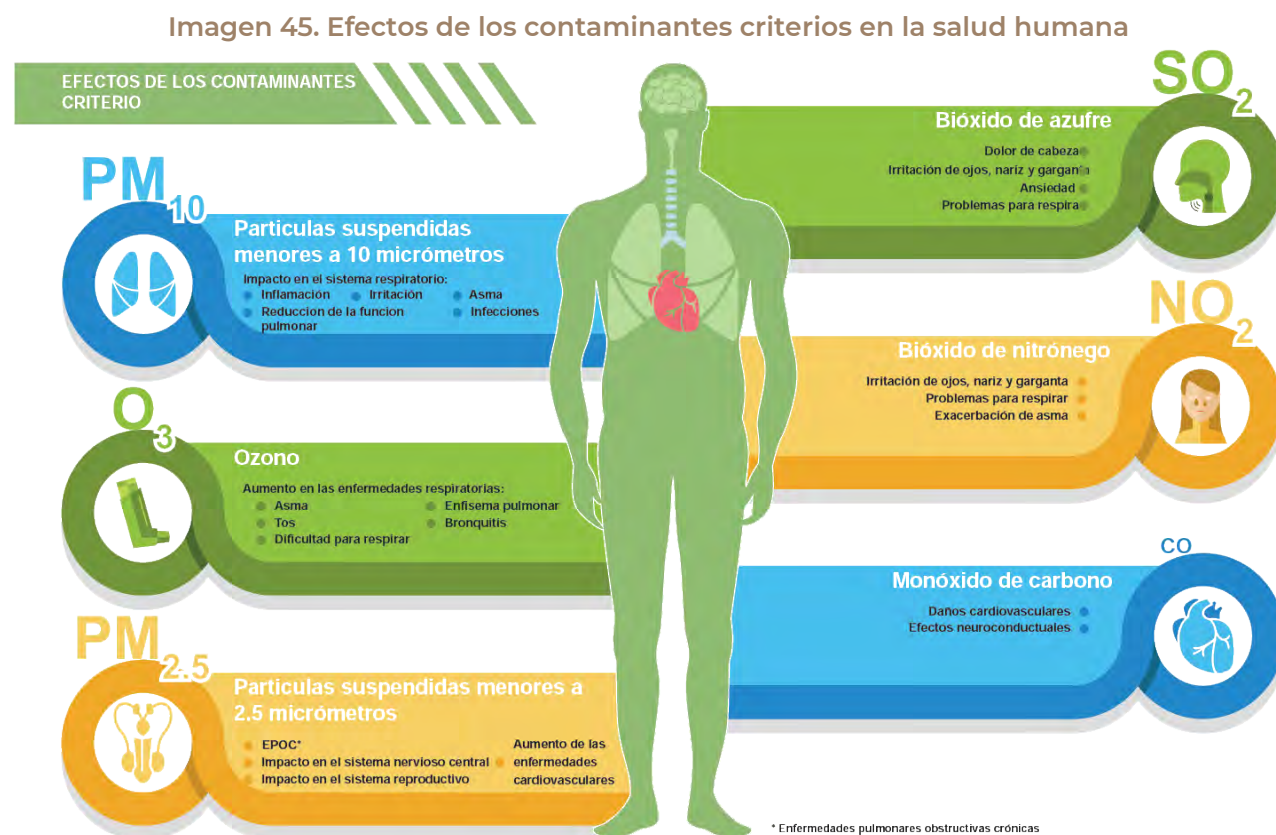 Imagen 45. Efectos de los contaminantes criterios en la salud humana
EFECTOS DE LOS CONTAMINANTES
CRITERIO
PM10
Particulas suspendidas
menores a 10 micrómetros
Impacto en el sistema respiratorio:
Inflamación
Irritación
Asma
Reduccion de la funcion
pulmonar
Infecciones
O3
Ozono
Aumento en las enfermedades respiratorias:
Asma
Enfisema pulmonar
Tos
Bronquitis
Dificultad para respirar
PM2.5
Particulas suspendidas menores a
2.5 micrómetros
EPOC*
Impacto en el sistema nervioso central
Impacto en el sistema reproductivo
Aumento de las
enfermedades
cardiovasculares
SO2
Bióxido de azufre
Dolor de cabeza
Irritación de ojos, nariz y garganta
Ansiedad
Problemas para respira
NO2
Bióxido de nitrónego
Irritación de ojos, nariz y garganta
Problemas para respirar
Exacerbación de asma
CO
Monóxido de carbono
Daños cardiovasculares
Efectos neuroconductuales
* Enfermedades pulmonares obstructivas crónicas